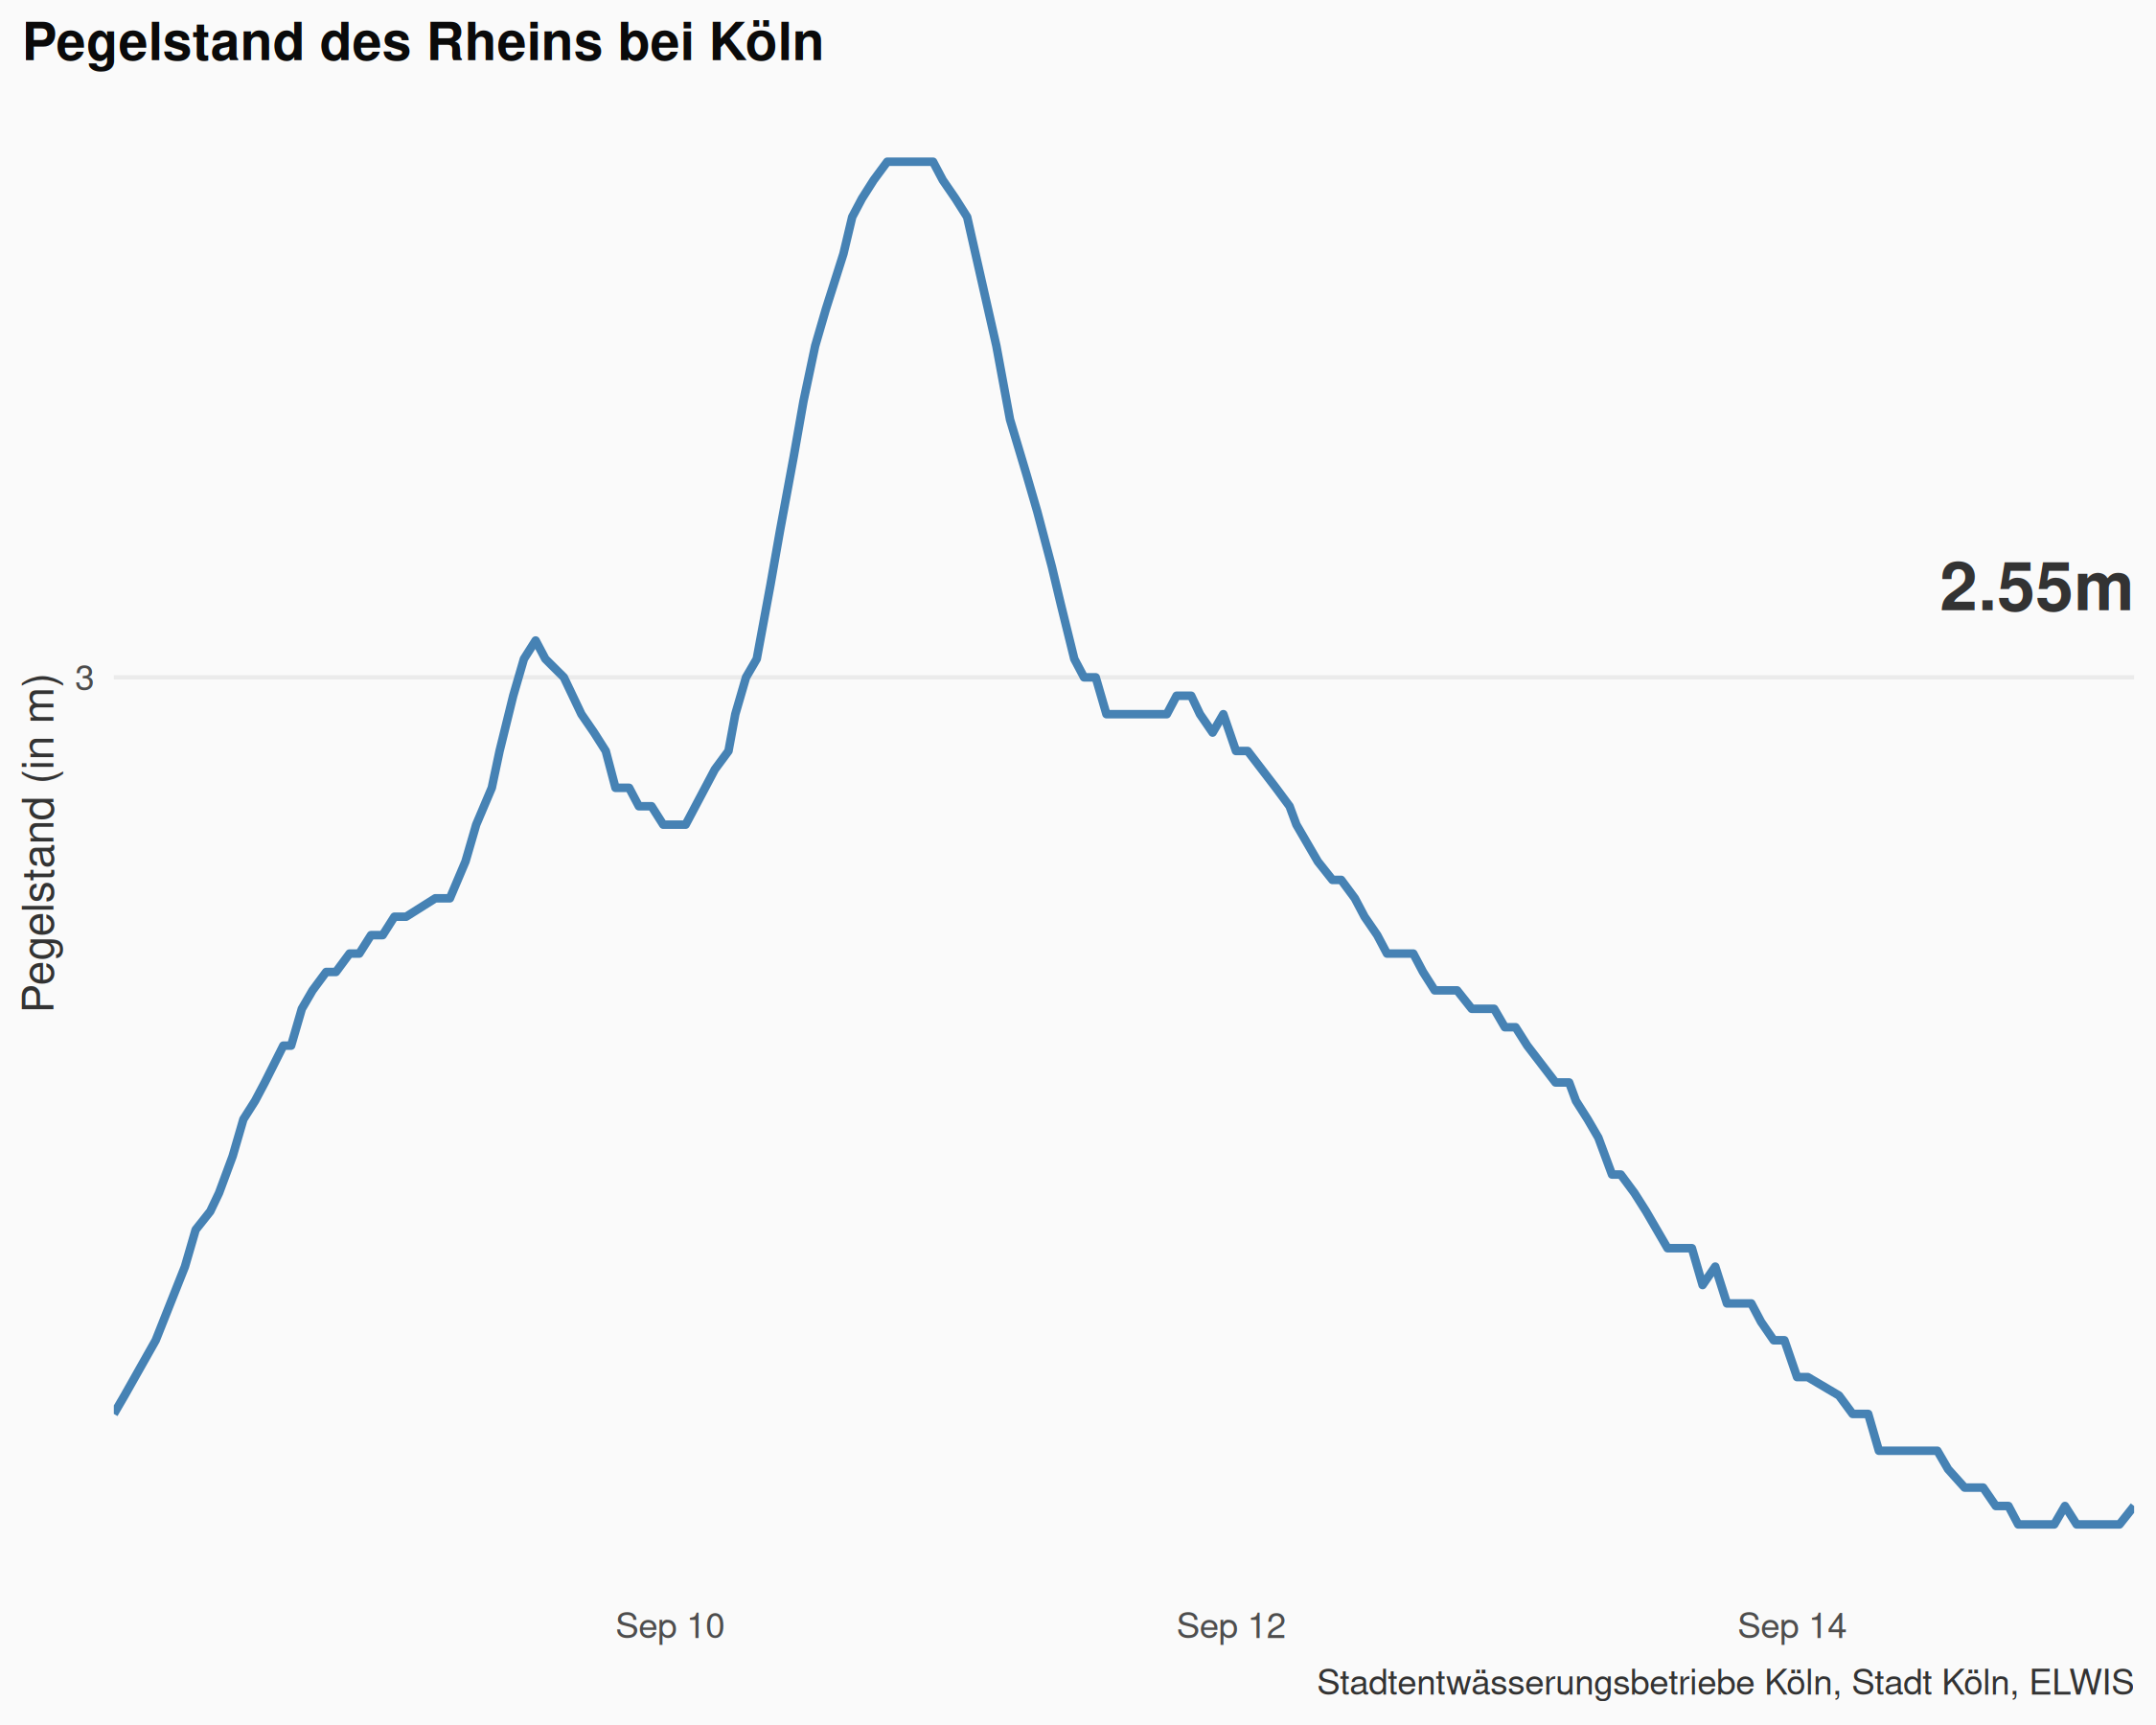 Pegelstand des Rheins bei Köln
2.55m
Pegelstand (in m)
3
Sep 10
Sep 12
Sep 14
Stadtentwässerungsbetriebe Köln, Stadt Köln, ELWIS